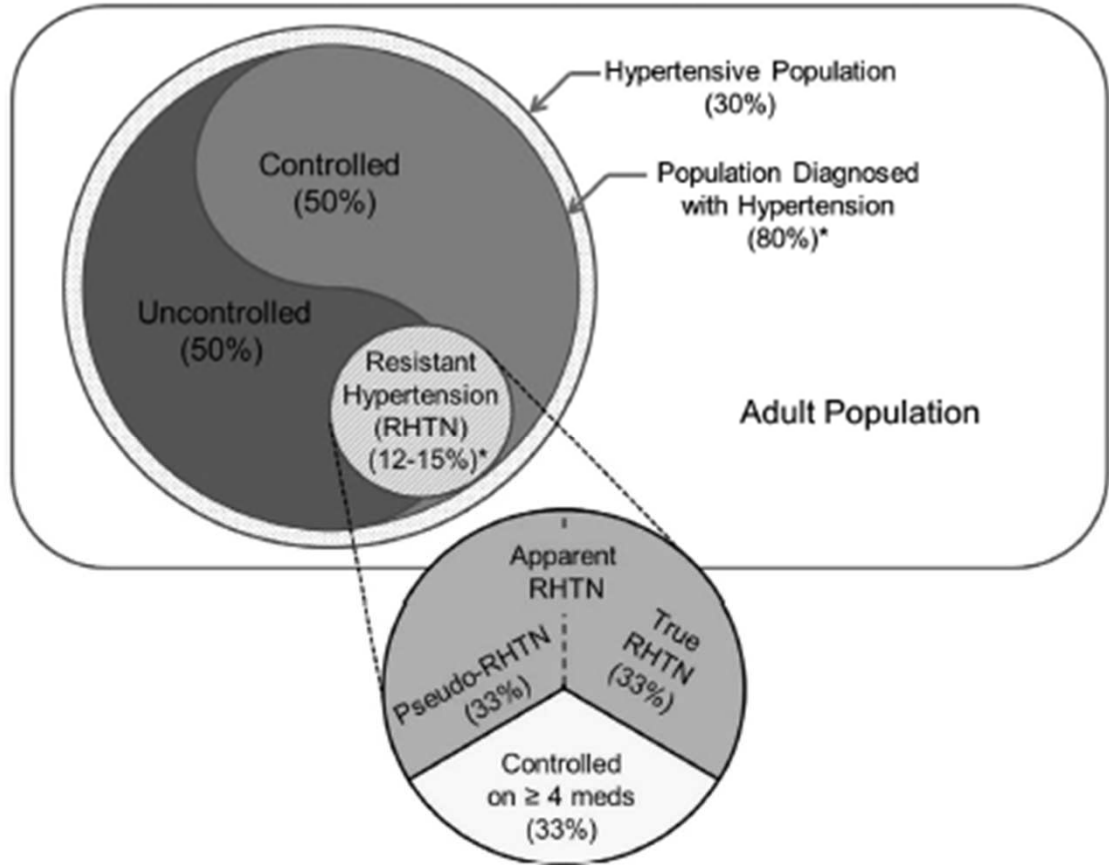 Hypertensive Population
(30%)
Population Diagnosed
with Hypertension
(80%)*
Controlled
(50%)
Uncontrolled
(50%)
Resistant
Hypertension
(RHTN)
(12-15%)*
Adult Population
Apparent
RHTN
Pseudo-RHTN
(33%)
True
RHTN
(33%)
Controlled
on ≥ 4 meds
(33%)